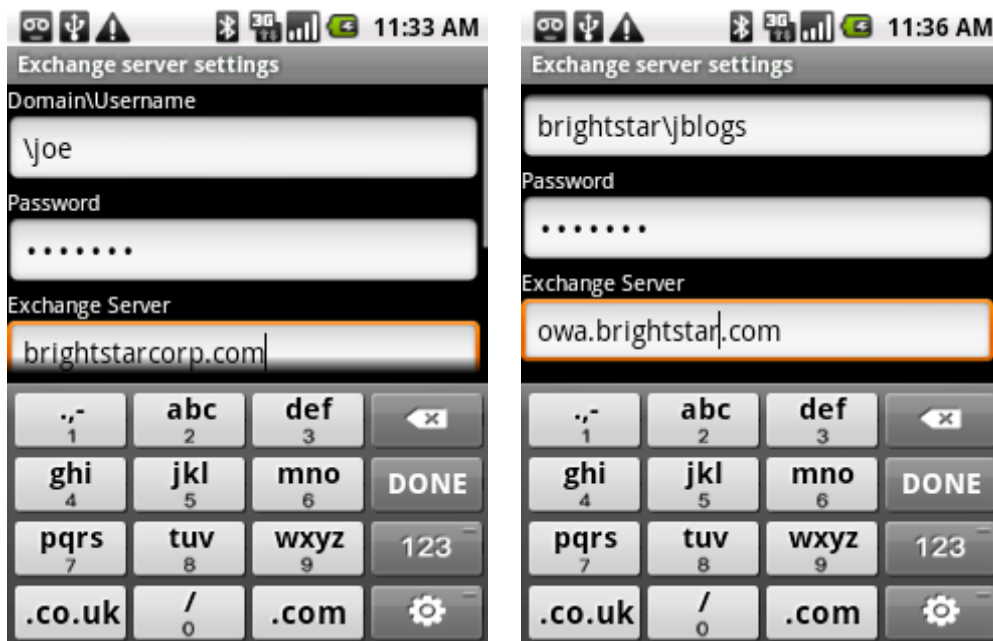 11:33 AM
Exchange server settings
Domain\Username
\joe
Password
•••••••
Exchange Server
brightstarcorp.com
.,- abc def
1 2 3
ghi jkl mno DONE
4 5 6
pqrs tuv wxyz 123
7 8 9
.co.uk / .com
0
3G 11:36 AM
Exchange server settings
brightstar\jblogs
Password
•••••••
Exchange Server
owa.brightstar.com
.,- abc def
1 2 3
ghi jkl mno DONE
4 5 6
pqrs tuv wxyz 123
7 8 9
.co.uk / .com
0